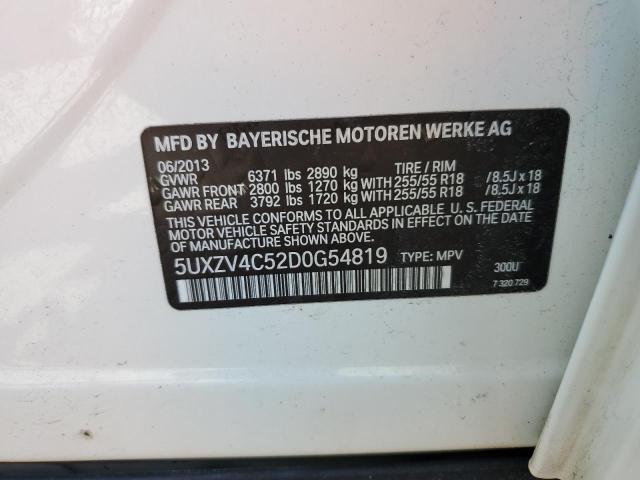 MFD BY BAYERISCHE MOTOREN WERKE AG
06/2013 TIRE / RIM
GVWR 6371 lbs 2890 kg
GAWR FRONT 2800 lbs 1270 kg WITH 255/55 R18 /8.5J x 18
GAWR REAR 3792 lbs 1720 kg WITH 255/55 R18 /8.5J x 18
THIS VEHICLE CONFORMS TO ALL APPLICABLE U.S. FEDERAL
MOTOR VEHICLE SAFETY STANDARDS IN EFFECT ON THE DATE OF
MANUFACTURE SHOWN ABOVE.
5UXZV4C52D0G54819 TYPE: MPV
300U
7 320 729